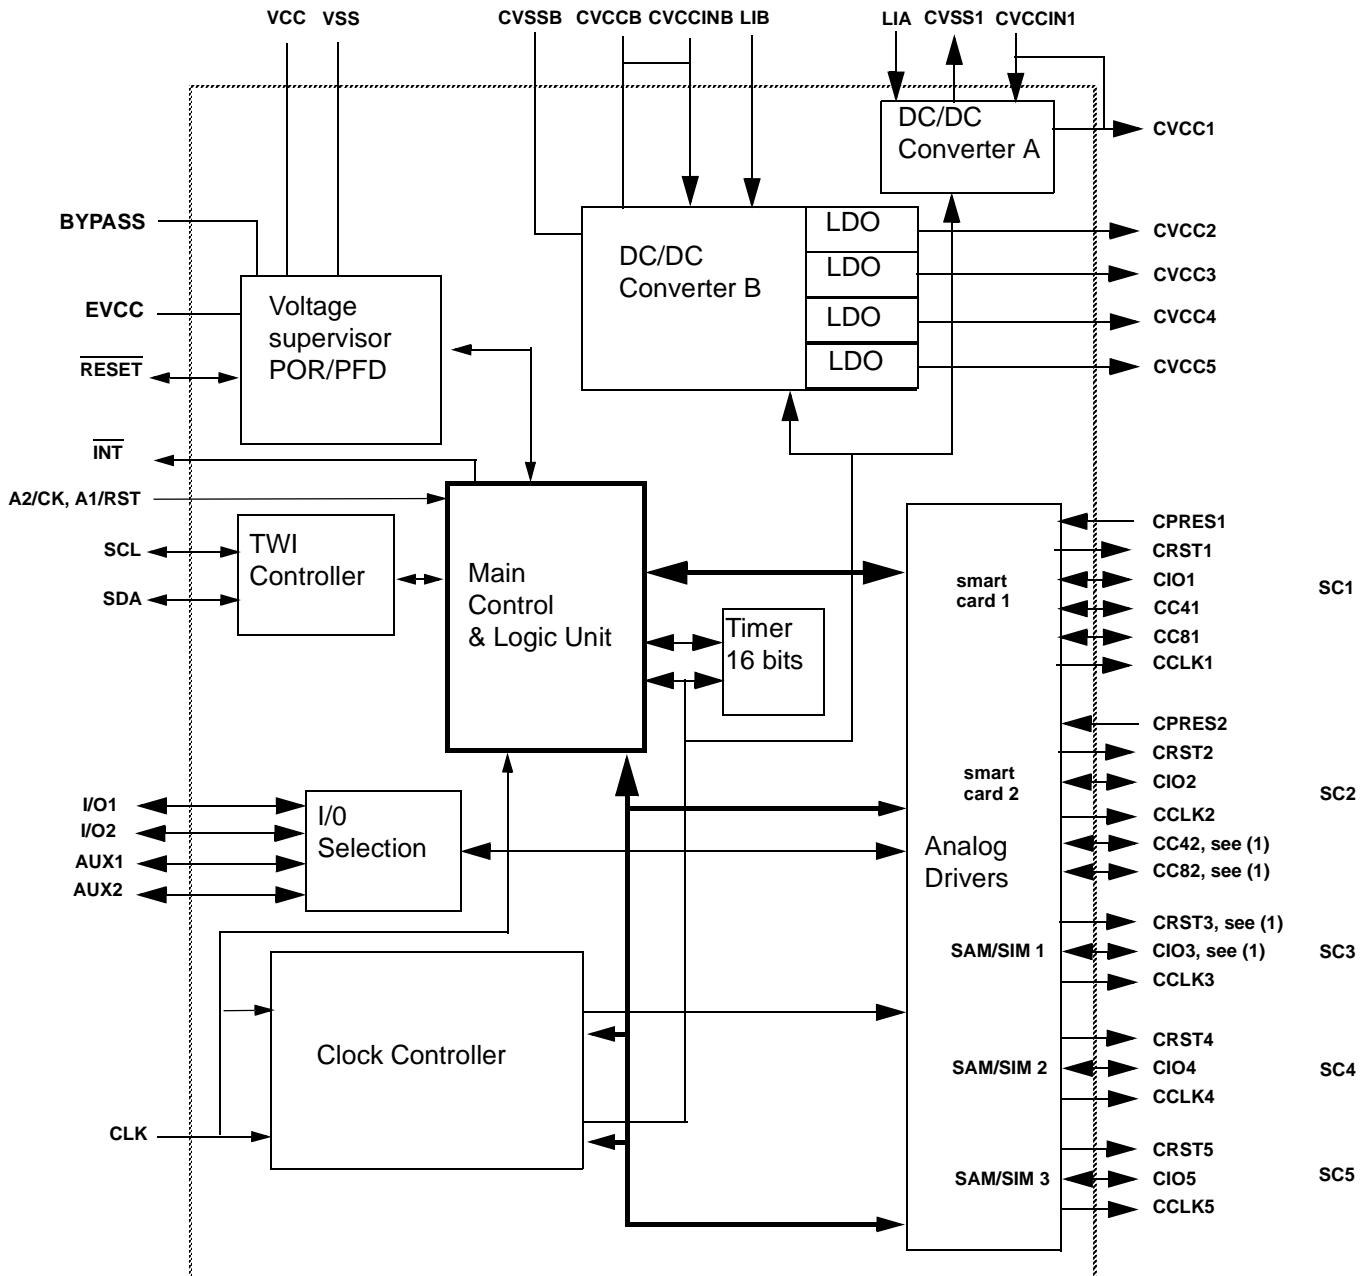 VCC VSS CVSSB CVCCB CVCCINB LIB LIA CVSS1 CVCCIN1
DC/DC
Converter A
CVCC1
BYPASS
DC/DC
Converter B
LDO
CVCC2
LDO
CVCC3
LDO
CVCC4
LDO
CVCC5
EVCC
Voltage
supervisor
POR/PFD
RESET
INT
A2/CK, A1/RST
SCL
SDA
TWI
Controller
Main
Control
& Logic Unit
Timer
16 bits
smart
card 1
CPRES1
CRST1
CIO1
CC41
CC81
CCLK1
SC1
smart
card 2
CPRES2
CRST2
CIO2
CCLK2
CC42, see (1)
CC82, see (1)
SC2
I/O1
I/O2
AUX1
AUX2
I/0
Selection
Analog
Drivers
SAM/SIM 1
CRST3, see (1)
CIO3, see (1)
CCLK3
SC3
Clock Controller
CLK
SAM/SIM 2
CRST4
CIO4
CCLK4
SC4
SAM/SIM 3
CRST5
CIO5
CCLK5
SC5